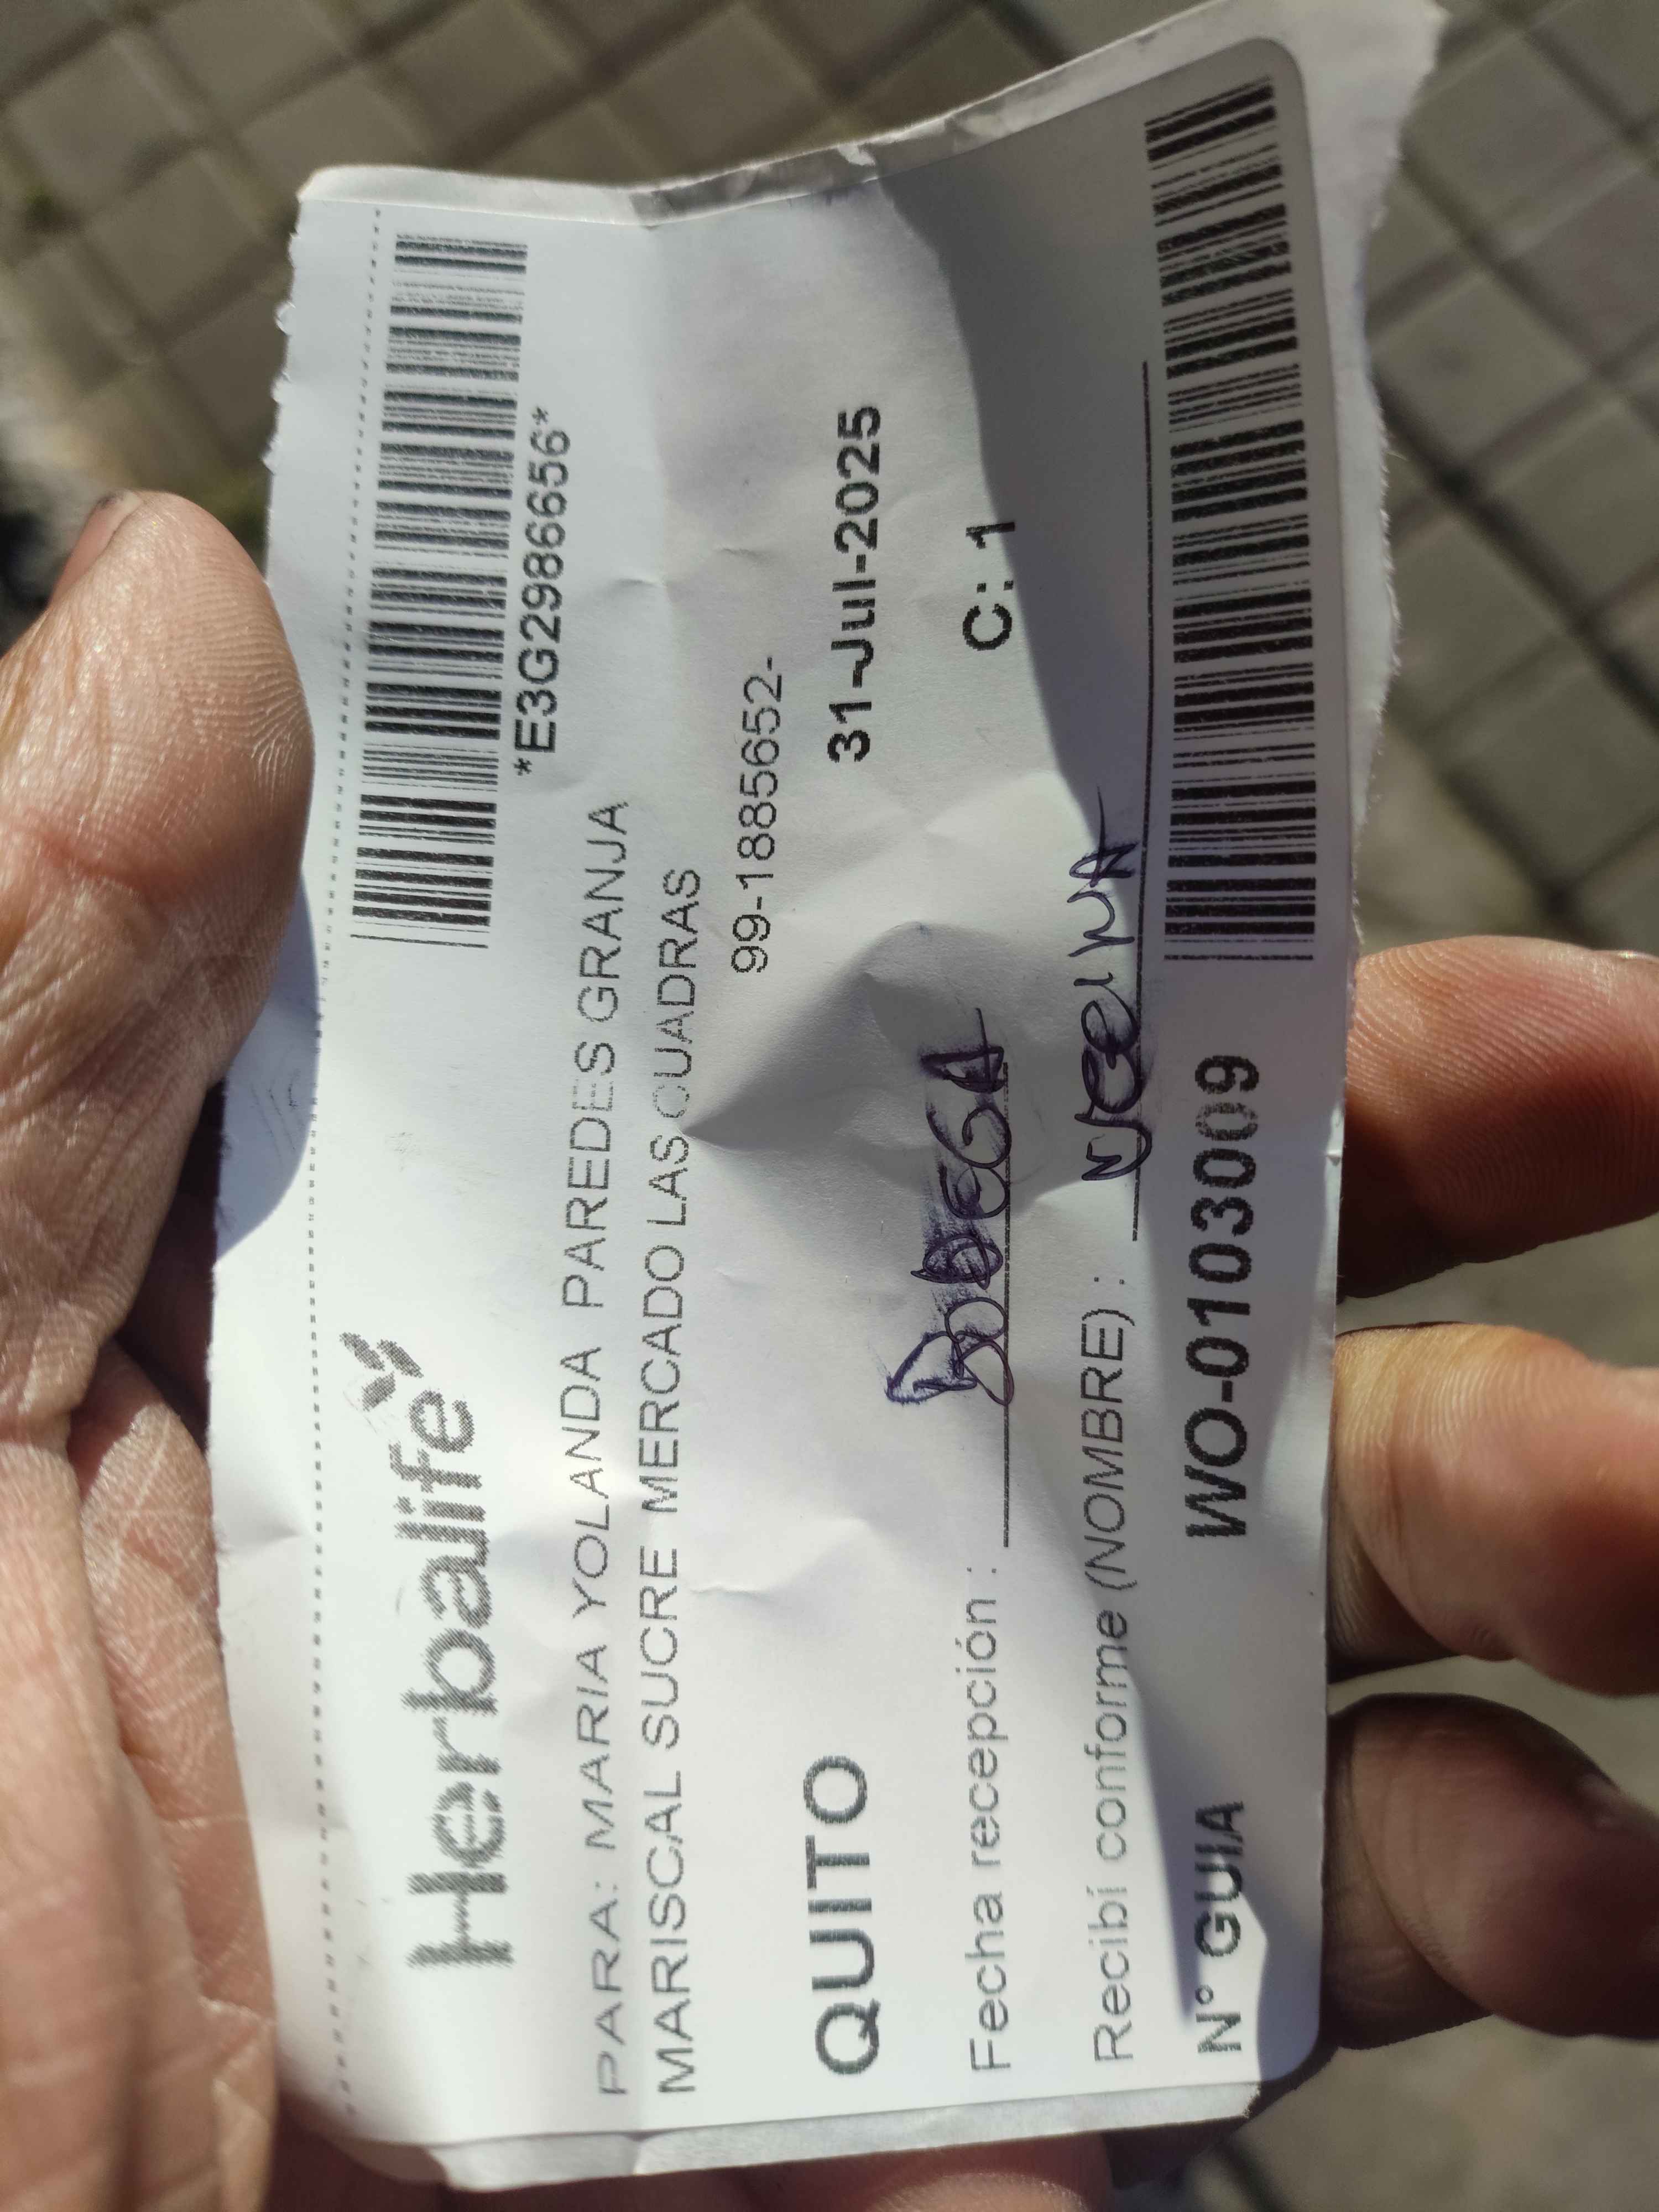 Herbalife
*E3G2986656*
PARA: MARIA YOLANDA PAREDES GRANJA
MARISCAL SUCRE MERCADO LAS CUADRAS
99-1885652-
QUITO 31-Jul-2025
Fecha recepción : BODEGA C: 1
Recibí conforme (NOMBRE) :
N° GUIA WO-0103009